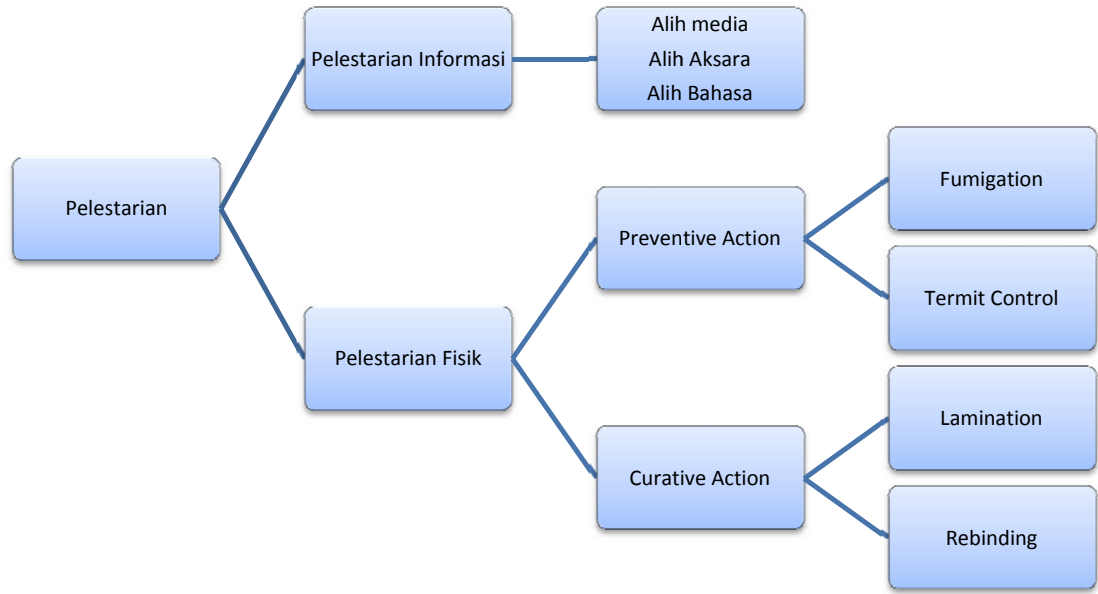 Pelestarian
Pelestarian Informasi
Alih media
Alih Aksara
Alih Bahasa
Pelestarian Fisik
Preventive Action
Fumigation
Termit Control
Curative Action
Lamination
Rebinding